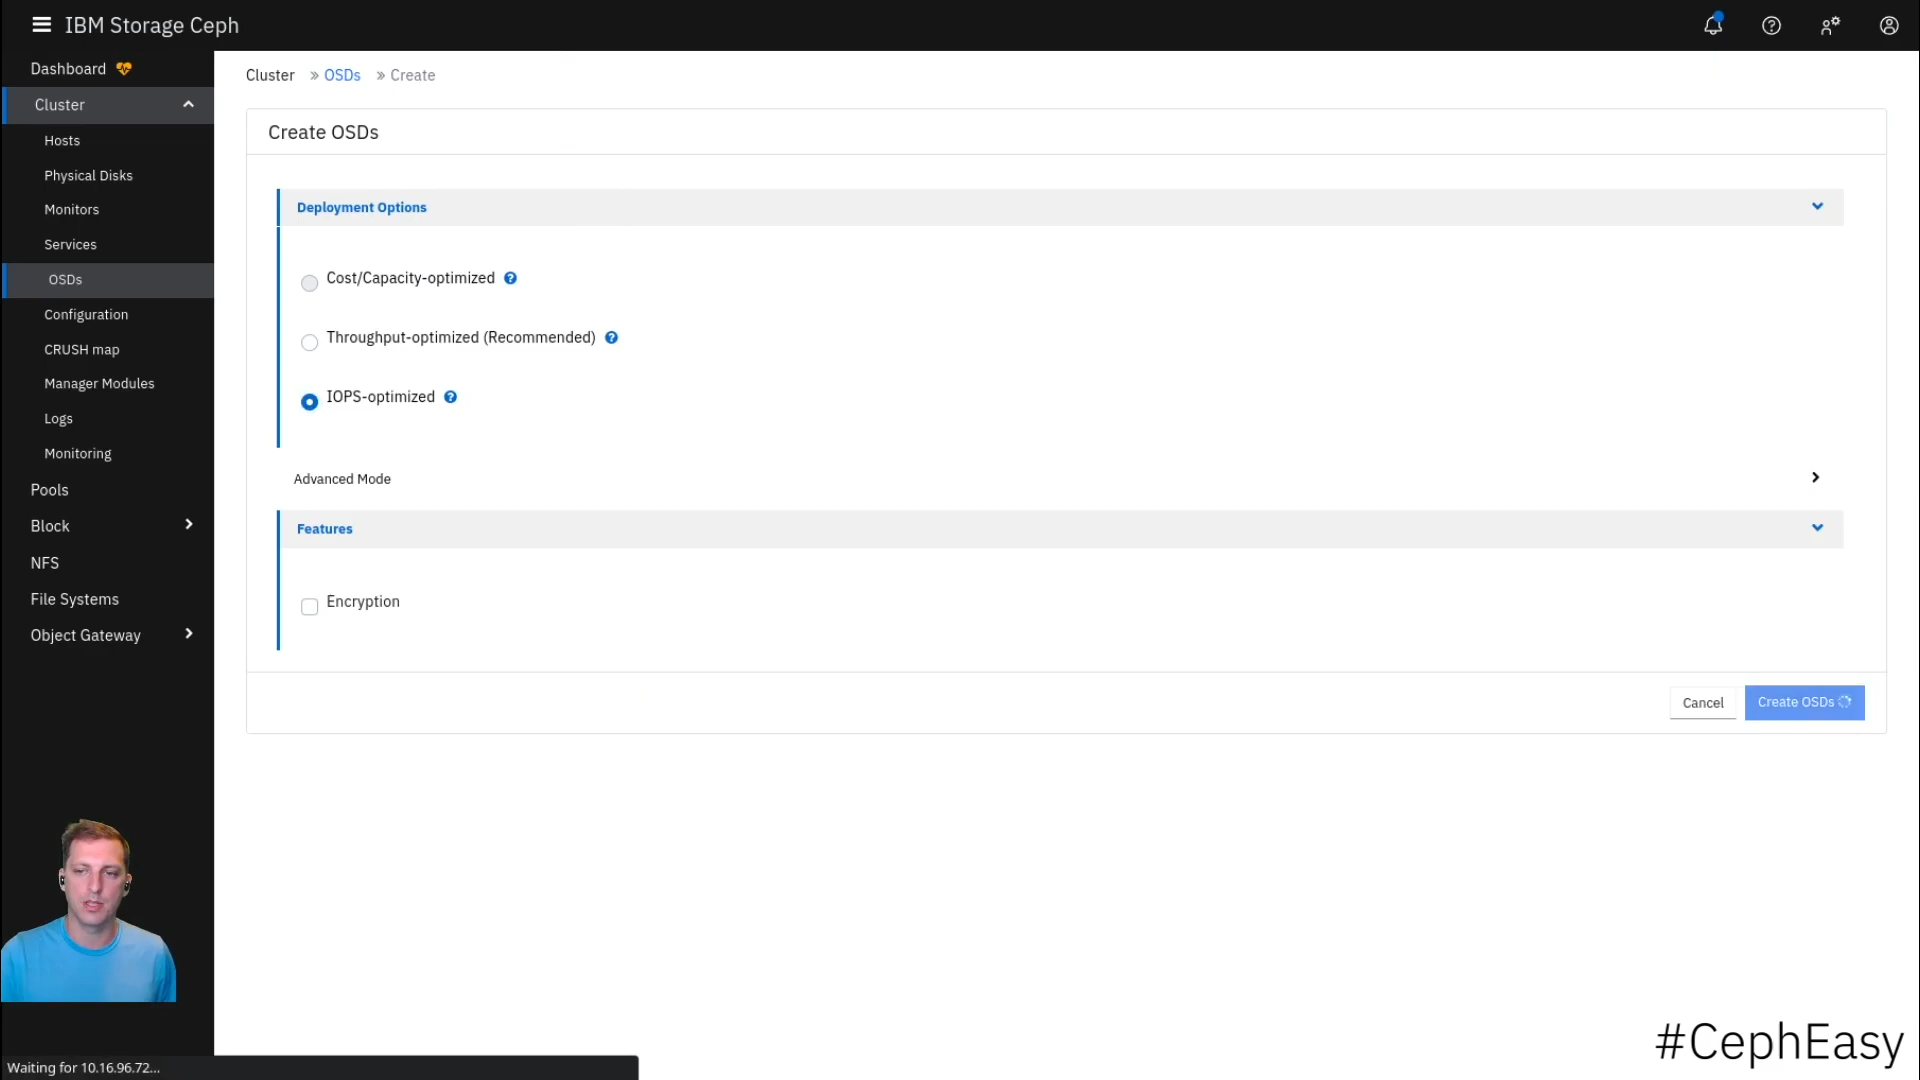 IBM Storage Ceph
Dashboard
Cluster
Hosts
Physical Disks
Monitors
Services
OSDs
Configuration
CRUSH map
Manager Modules
Logs
Monitoring
Pools
Block
NFS
File Systems
Object Gateway
Cluster » OSDs » Create
Create OSDs
Deployment Options
Cost/Capacity-optimized ?
Throughput-optimized (Recommended) ?
IOPS-optimized ?
Advanced Mode
Features
Encryption
Cancel
Create OSDs
#CephEasy
Waiting for 10.16.96.72...